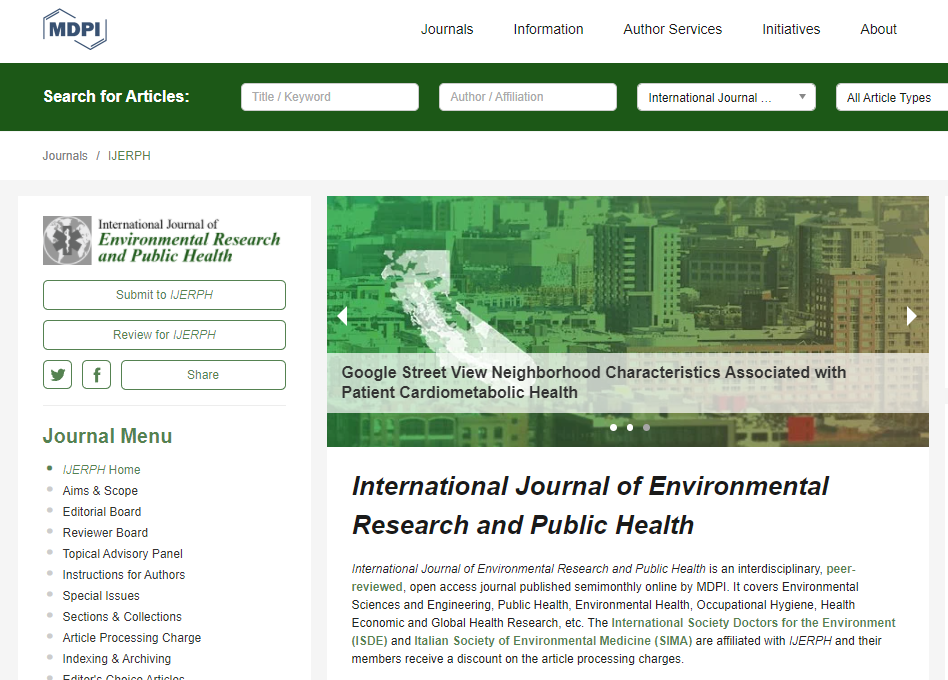 MDPI
Journals Information Author Services Initiatives About
Search for Articles: Title / Keyword Author / Affiliation International Journal ... All Article Types
Journals / IJERPH
International Journal of
Environmental Research
and Public Health
Submit to IJERPH
Review for IJERPH
Share
Journal Menu
IJERPH Home
Aims & Scope
Editorial Board
Reviewer Board
Topical Advisory Panel
Instructions for Authors
Special Issues
Sections & Collections
Article Processing Charge
Indexing & Archiving
Editor's Choice Articles
Google Street View Neighborhood Characteristics Associated with
Patient Cardiometabolic Health
International Journal of Environmental
Research and Public Health
International Journal of Environmental Research and Public Health is an interdisciplinary, peer-
reviewed, open access journal published semimonthly online by MDPI. It covers Environmental
Sciences and Engineering, Public Health, Environmental Health, Occupational Hygiene, Health
Economic and Global Health Research, etc. The International Society Doctors for the Environment
(ISDE) and Italian Society of Environmental Medicine (SIMA) are affiliated with IJERPH and their
members receive a discount on the article processing charges.